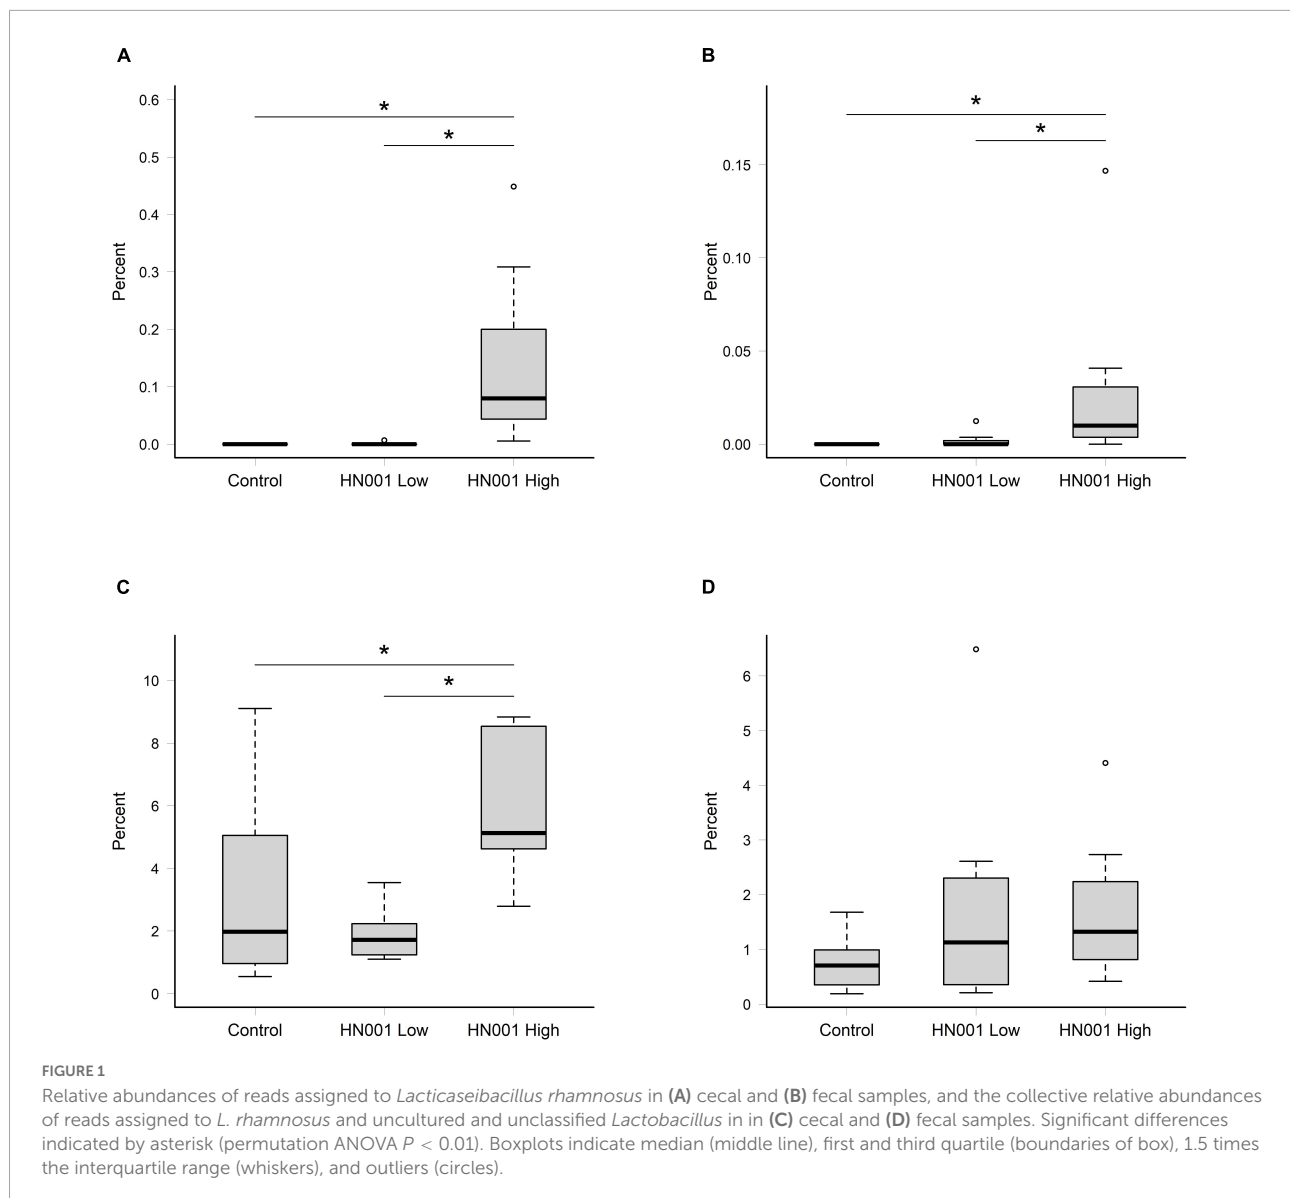 A
B
0.6
*
*
*
*
0.5
0.15
0.4
Percent
0.3
Percent
0.10
0.2
0.05
0.1
0.0
0.00
Control
HN001 Low
HN001 High
Control
HN001 Low
HN001 High
C
D
*
10
*
6
8
5
Percent
6
Percent
4
4
3
2
2
1
0
0
Control
HN001 Low
HN001 High
Control
HN001 Low
HN001 High
FIGURE 1
Relative abundances of reads assigned to Lacticaseibacillus rhamnosus in (A) cecal and (B) fecal samples, and the collective relative abundances
of reads assigned to L. rhamnosus and uncultured and unclassified Lactobacillus in in (C) cecal and (D) fecal samples. Significant differences
indicated by asterisk (permutation ANOVA P < 0.01). Boxplots indicate median (middle line), first and third quartile (boundaries of box), 1.5 times
the interquartile range (whiskers), and outliers (circles).